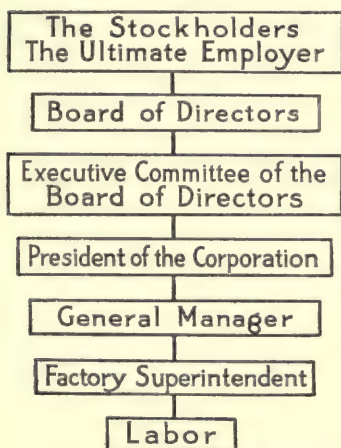 The Stockholders
The Ultimate Employer
Board of Directors
Executive Committee of the
Board of Directors
President of the Corporation
General Manager
Factory Superintendent
Labor